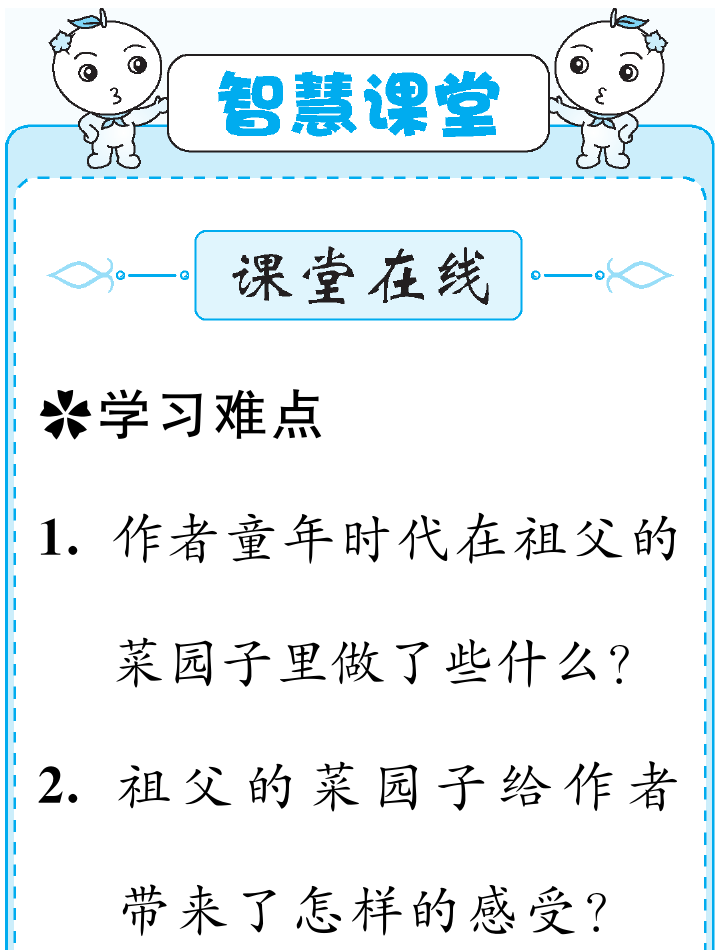 智慧课堂
课堂在线
学习难点
1. 作者童年时代在祖父的
菜园子里做了些什么?
2. 祖父的菜园子给作者
带来了怎样的感受?